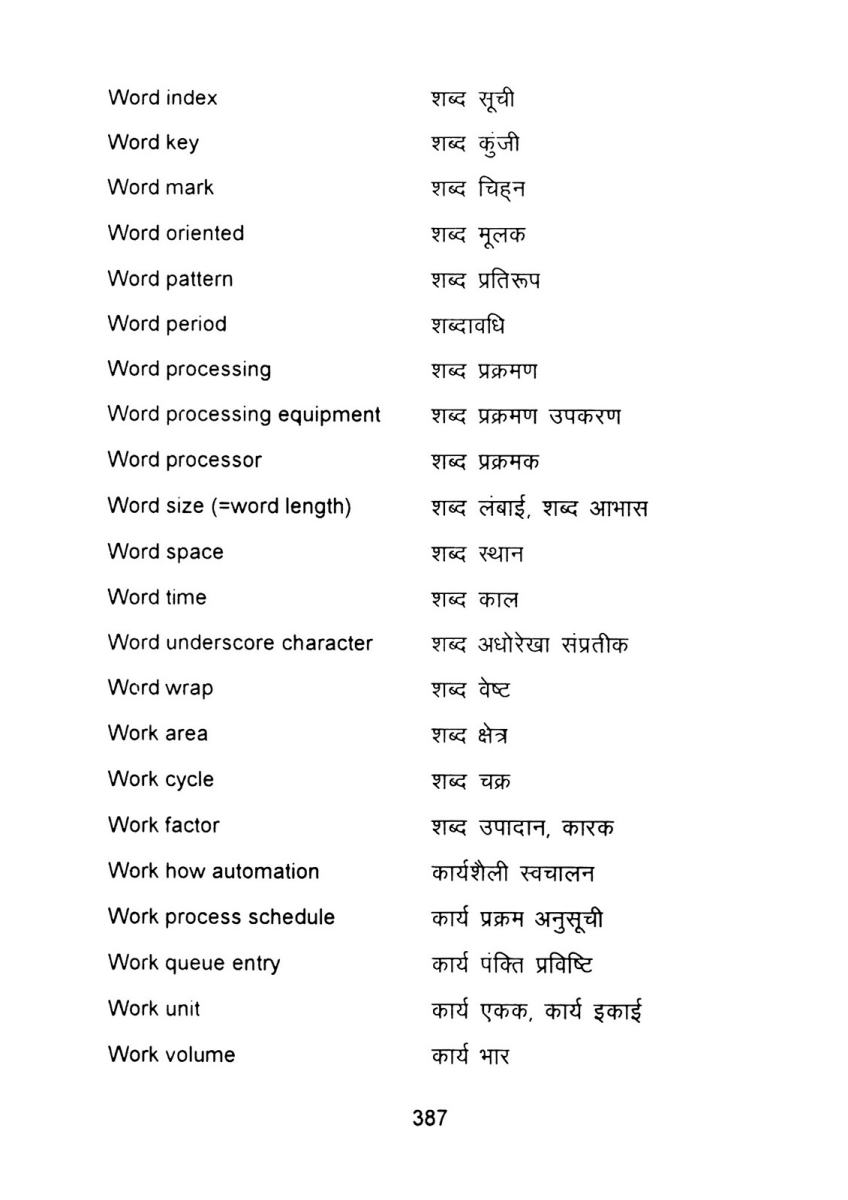 Word index शब्द सूची
Word key शब्द कुंजी
Word mark शब्द चिह्न
Word oriented शब्द मूलक
Word pattern शब्द प्रतिरूप
Word period शब्दावधि
Word processing शब्द प्रक्रमण
Word processing equipment शब्द प्रक्रमण उपकरण
Word processor शब्द प्रक्रमक
Word size (=word length) शब्द लंबाई, शब्द आभास
Word space शब्द स्थान
Word time शब्द काल
Word underscore character शब्द अधोरेखा संप्रतीक
Word wrap शब्द वेष्ट
Work area शब्द क्षेत्र
Work cycle शब्द चक्र
Work factor शब्द उपादान, कारक
Work how automation कार्यशैली स्वचालन
Work process schedule कार्य प्रक्रम अनुसूची
Work queue entry कार्य पंक्ति प्रविष्टि
Work unit कार्य एकक, कार्य इकाई
Work volume कार्य भार
387